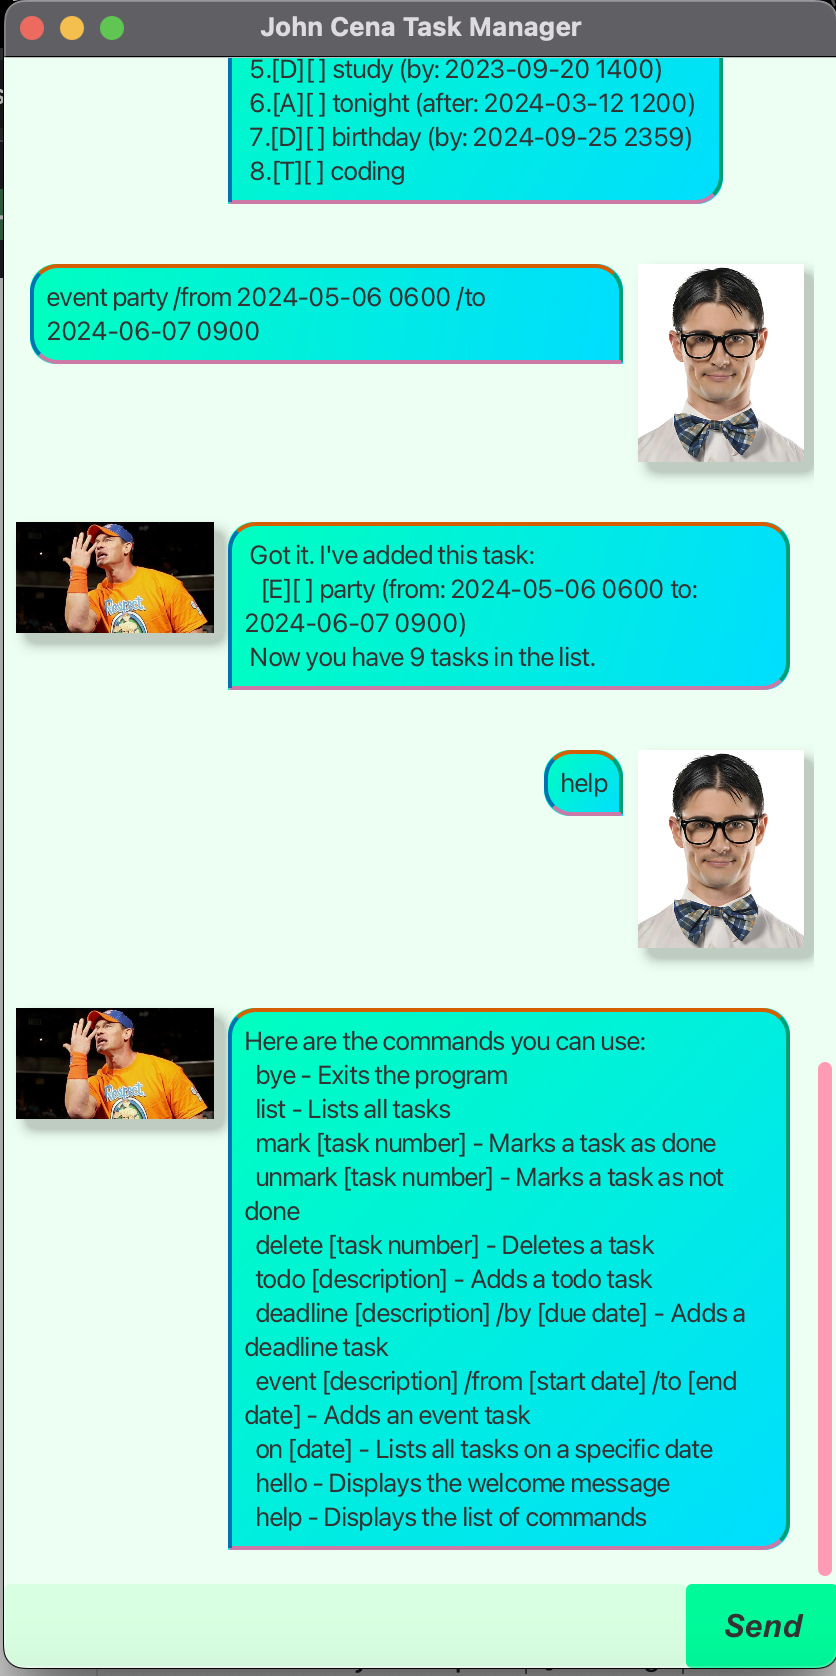 John Cena Task Manager
5.[D][ ] study (by: 2023-09-20 1400)
6.[A][ ] tonight (after: 2024-03-12 1200)
7.[D][ ] birthday (by: 2024-09-25 2359)
8.[T][ ] coding
event party /from 2024-05-06 0600 /to
2024-06-07 0900
Respect
Got it. I've added this task:
[E][ ] party (from: 2024-05-06 0600 to:
2024-06-07 0900)
Now you have 9 tasks in the list.
help
Respect
Here are the commands you can use:
bye - Exits the program
list - Lists all tasks
mark [task number] - Marks a task as done
unmark [task number] - Marks a task as not
done
delete [task number] - Deletes a task
todo [description] - Adds a todo task
deadline [description] /by [due date] - Adds a
deadline task
event [description] /from [start date] /to [end
date] - Adds an event task
on [date] - Lists all tasks on a specific date
hello - Displays the welcome message
help - Displays the list of commands
Send